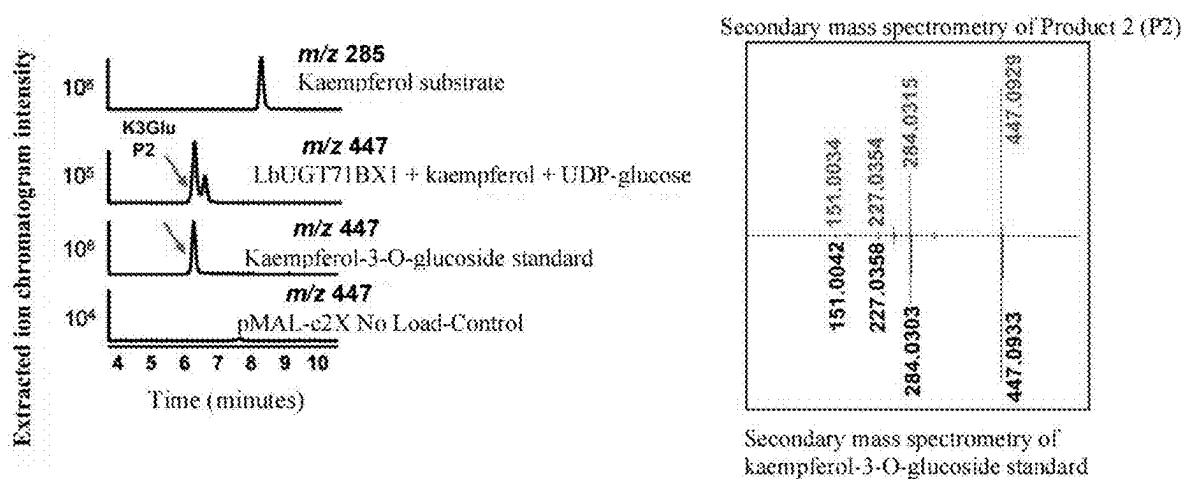 Extracted ion chromatogram intensity
m/z 285
Kaempferol substrate
10⁶
K3Glu
P2
m/z 447
LbUGT71BX1 + kaempferol + UDP-glucose
10⁵
m/z 447
Kaempferol-3-O-glucoside standard
10⁶
m/z 447
pMAL-c2X No Load-Control
10⁴
4 5 6 7 8 9 10
Time (minutes)
Secondary mass spectrometry of Product 2 (P2)
151.0034
227.0354
284.0315
447.0929
151.0042
227.0358
284.0303
447.0933
Secondary mass spectrometry of
kaempferol-3-O-glucoside standard